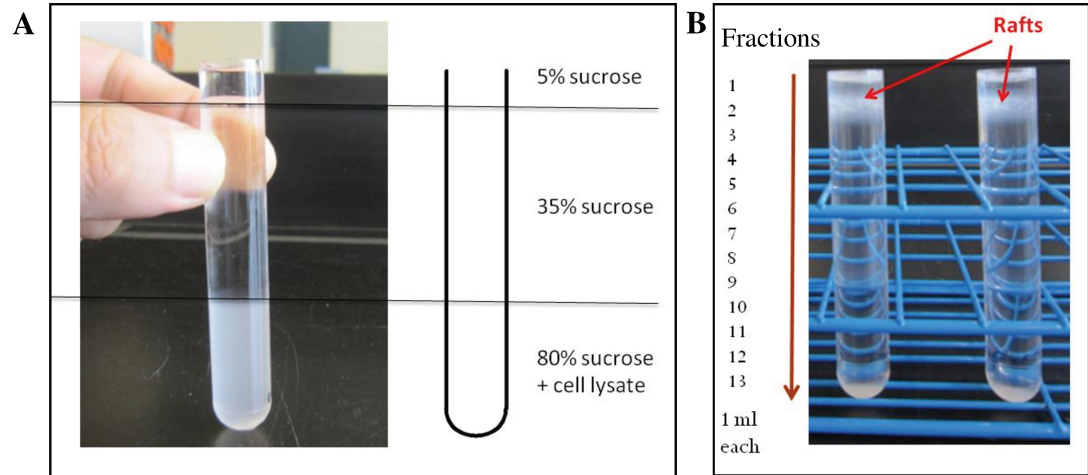 A
5% sucrose
35% sucrose
80% sucrose
+ cell lysate
B
Fractions
Rafts
1
2
3
4
5
6
7
8
9
10
11
12
13
1 ml
each